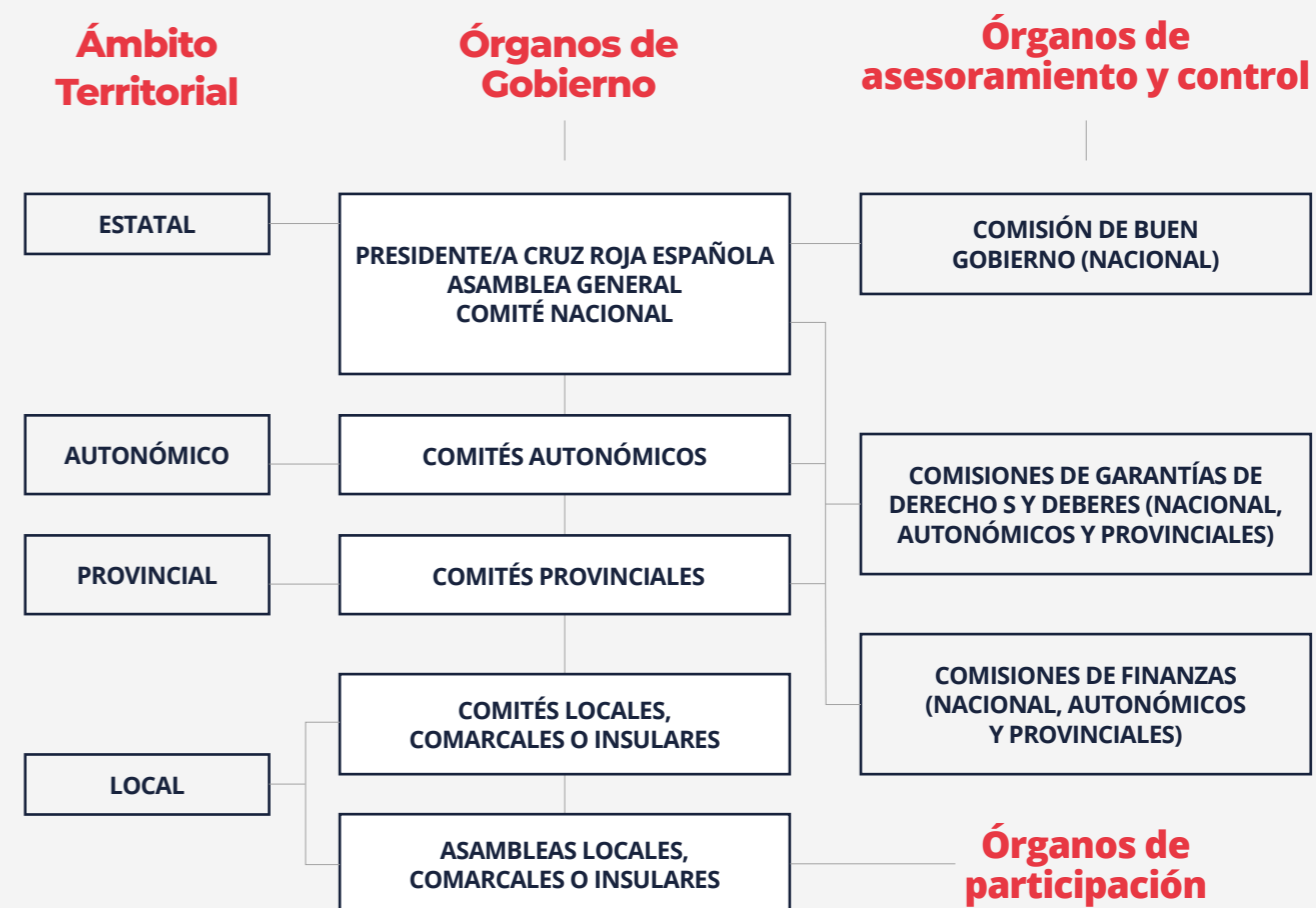 Ámbito
Territorial
Órganos de
Gobierno
Órganos de
asesoramiento y control
ESTATAL
PRESIDENTE/A CRUZ ROJA ESPAÑOLA
ASAMBLEA GENERAL
COMITÉ NACIONAL
COMISIÓN DE BUEN
GOBIERNO (NACIONAL)
AUTONÓMICO
COMITÉS AUTONÓMICOS
COMISIONES DE GARANTÍAS DE
DERECHO S Y DEBERES (NACIONAL,
AUTONÓMICOS Y PROVINCIALES)
PROVINCIAL
COMITÉS PROVINCIALES
COMISIONES DE FINANZAS
(NACIONAL, AUTONÓMICOS
Y PROVINCIALES)
LOCAL
COMITÉS LOCALES,
COMARCALES O INSULARES
ASAMBLEAS LOCALES,
COMARCALES O INSULARES
Órganos de
participación